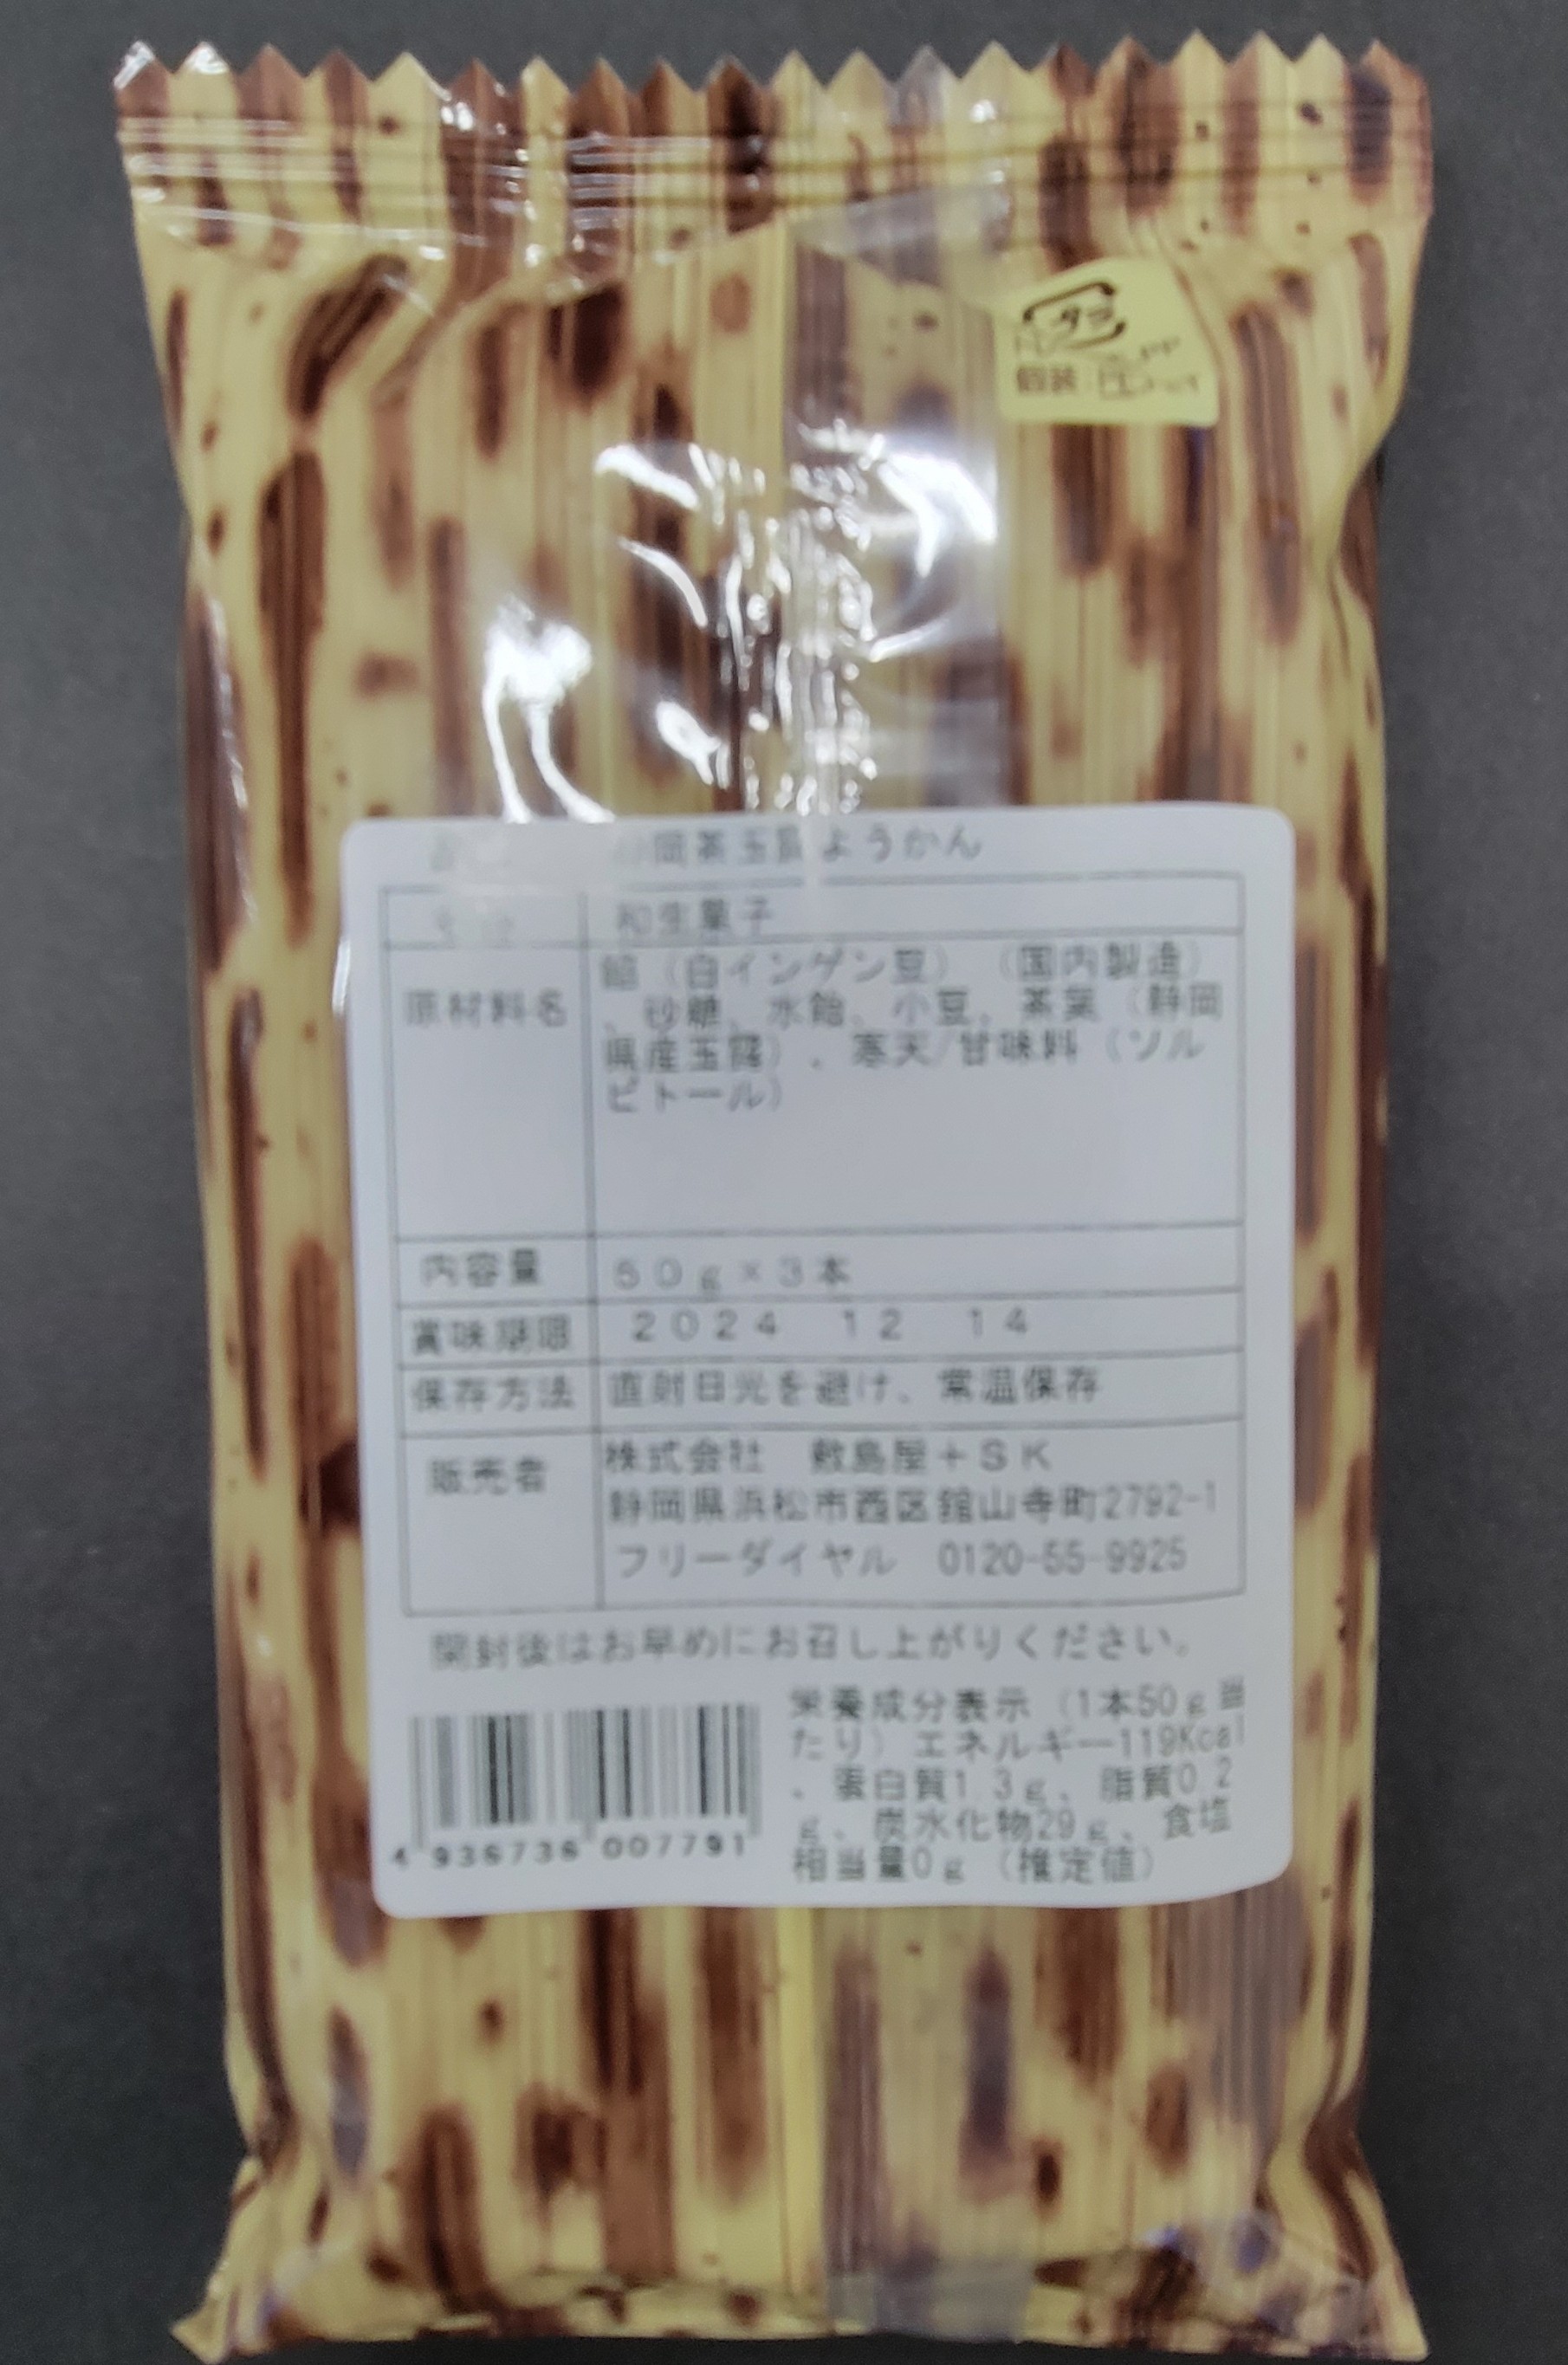 個装:
岡茶玉露ようかん
和生菓子
原材料名
餡（白インゲン豆）（国内製造）
、砂糖、水飴、小豆、茶葉（静岡
県産玉露）、寒天/甘味料（ソル
ビトール）
内容量 50g×3本
賞味期限 2024 12 14
保存方法 直射日光を避け、常温保存
販売者
株式会社 敷島屋+SK
静岡県浜松市西区舘山寺町2792-1
フリーダイヤル 0120-55-9925
開封後はお早めにお召し上がりください。
栄養成分表示（1本50g当
たり）エネルギー119Kcal
、蛋白質1.3g、脂質0.2
g、炭水化物29g、食塩
相当量0g（推定値）
4 936736 007791